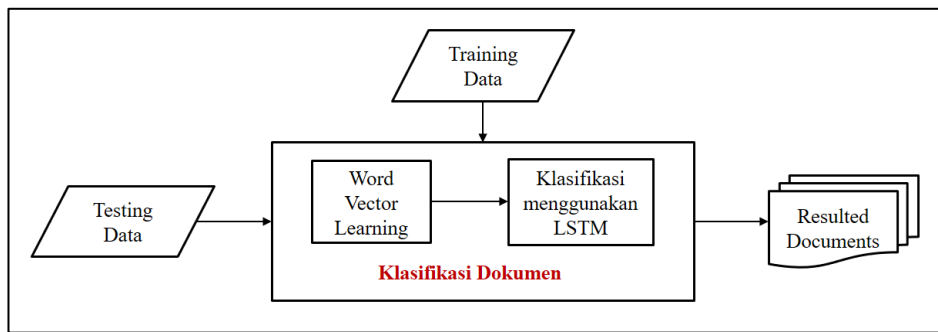 Training
Data
Testing
Data
Word
Vector
Learning
Klasifikasi
menggunakan
LSTM
Klasifikasi Dokumen
Resulted
Documents